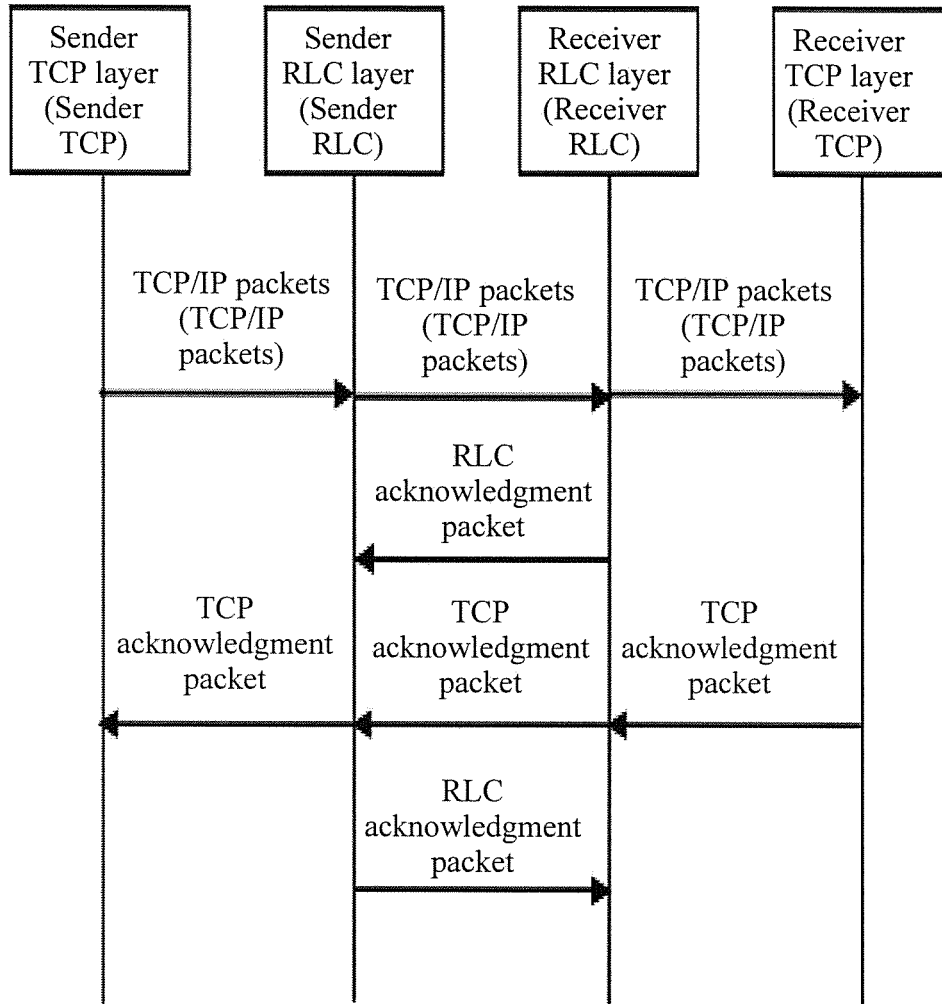 Sender
TCP layer
(Sender
TCP)
Sender
RLC layer
(Sender
RLC)
Receiver
RLC layer
(Receiver
RLC)
Receiver
TCP layer
(Receiver
TCP)
TCP/IP packets
(TCP/IP
packets)
TCP/IP packets
(TCP/IP
packets)
TCP/IP packets
(TCP/IP
packets)
RLC
acknowledgment
packet
TCP
acknowledgment
packet
TCP
acknowledgment
packet
TCP
acknowledgment
packet
RLC
acknowledgment
packet